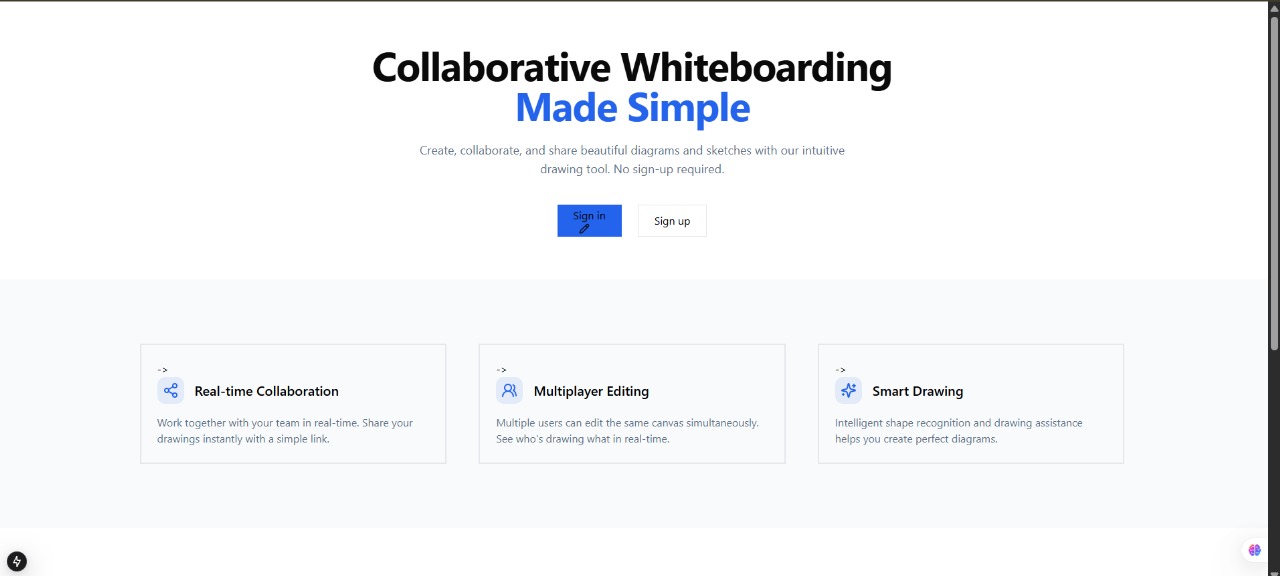 Collaborative Whiteboarding
Made Simple
Create, collaborate, and share beautiful diagrams and sketches with our intuitive
drawing tool. No sign-up required.
Sign in
Sign up
->
Real-time Collaboration
Work together with your team in real-time. Share your
drawings instantly with a simple link.
->
Multiplayer Editing
Multiple users can edit the same canvas simultaneously.
See who's drawing what in real-time.
->
Smart Drawing
Intelligent shape recognition and drawing assistance
helps you create perfect diagrams.